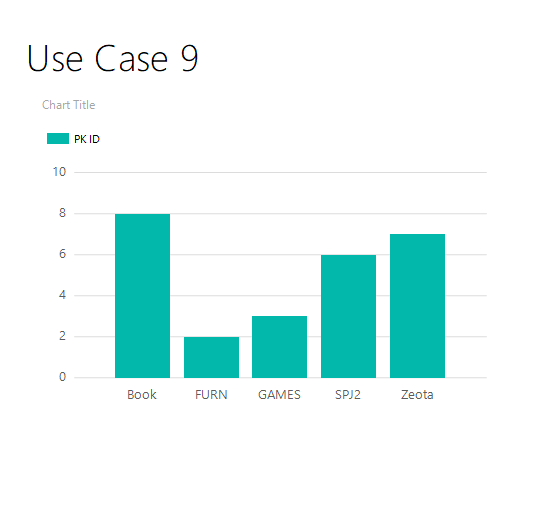 Use Case 9
Chart Title
PK ID
10
8
6
4
2
0
Book FURN GAMES SPJ2 Zeota